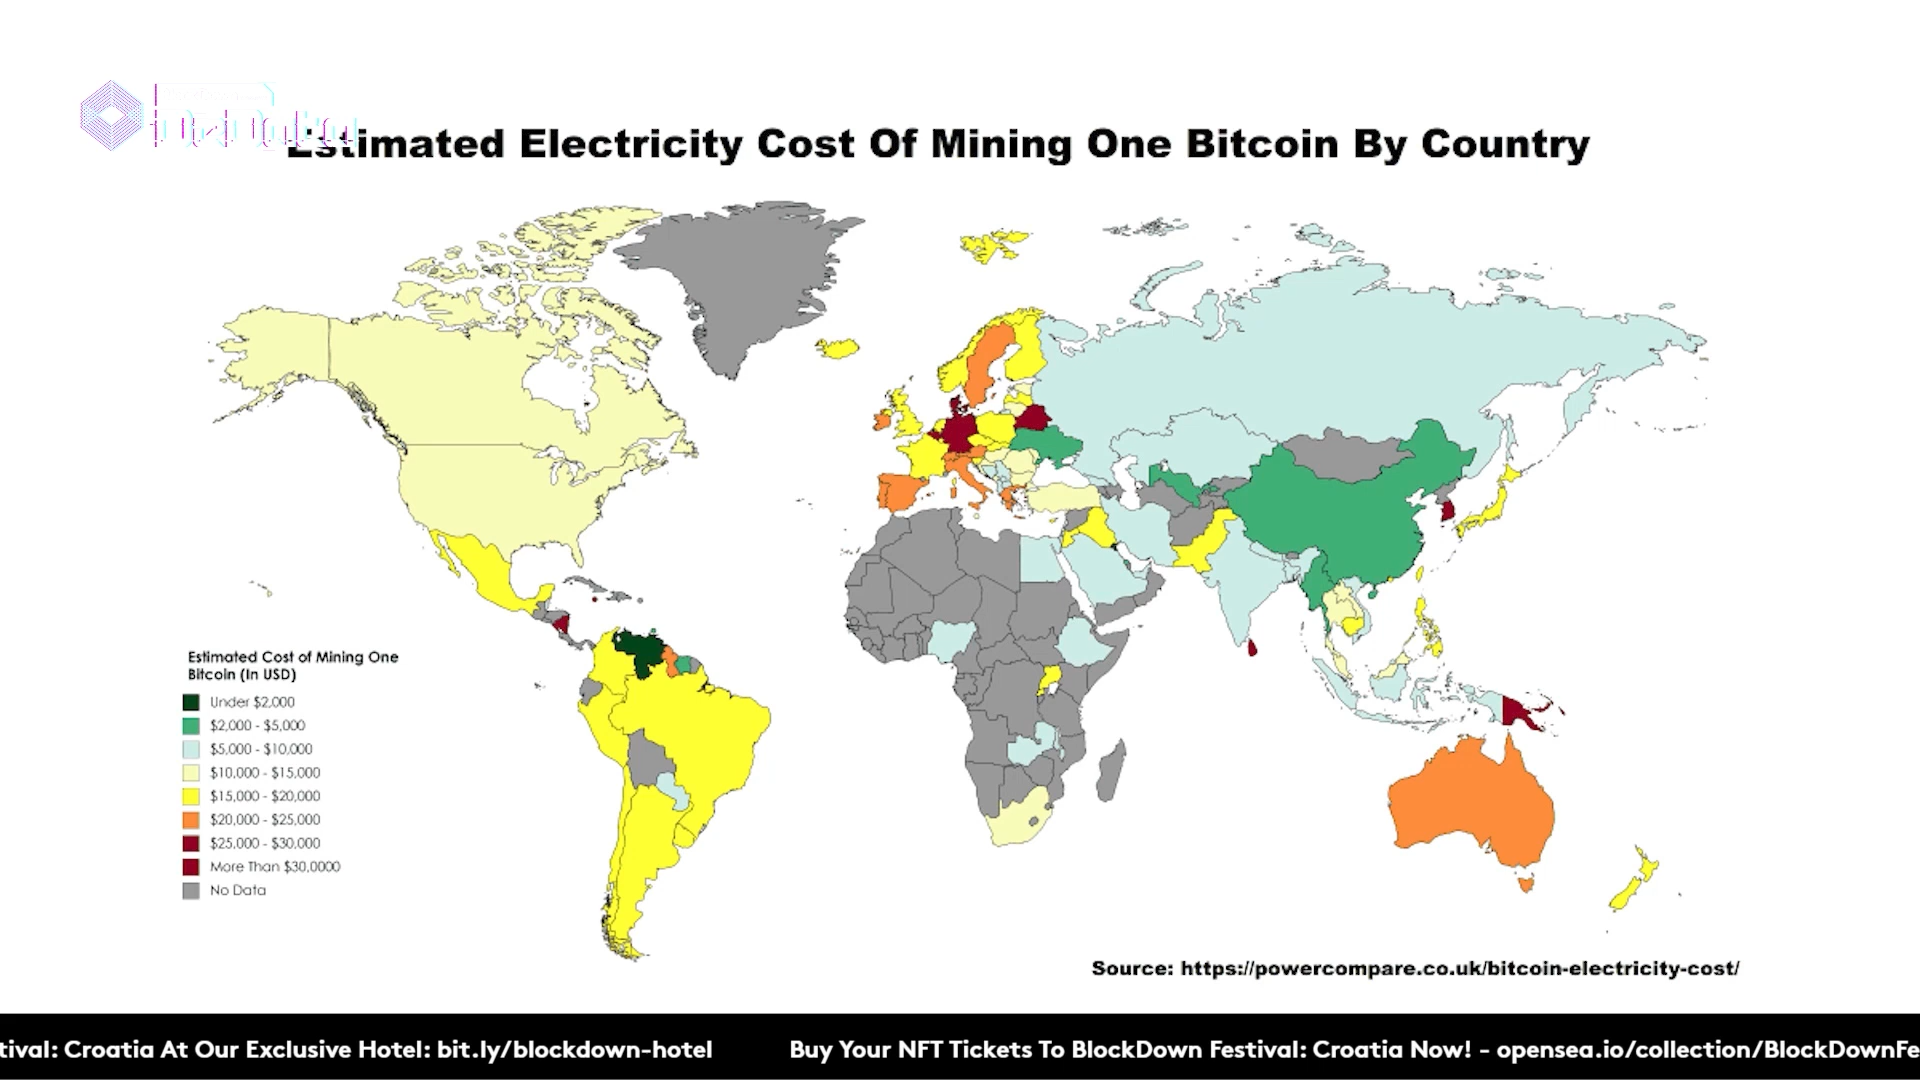 Estimated Electricity Cost Of Mining One Bitcoin By Country
Estimated Cost of Mining One
Bitcoin (In USD)
Under $2,000
$2,000 - $5,000
$5,000 - $10,000
$10,000 - $15,000
$15,000 - $20,000
$20,000 - $25,000
$25,000 - $30,000
More Than $30,0000
No Data
Source: https://powercompare.co.uk/bitcoin-electricity-cost/
tival: Croatia At Our Exclusive Hotel: bit.ly/blockdown-hotel
Buy Your NFT Tickets To BlockDown Festival: Croatia Now! - opensea.io/collection/BlockDownFe